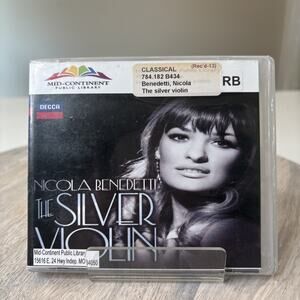 MID-CONTINENT
PUBLIC LIBRARY
(Rec'd-13)
CLASSICAL
784.182 B434
Benedetti, Nicola
The silver violin
RB
DECCA
NICOLA BENEDETTI
THE SILVER
VIOLIN
Mid-Continent Public Library
15616 E. 24 Hwy Indep. MO 64050